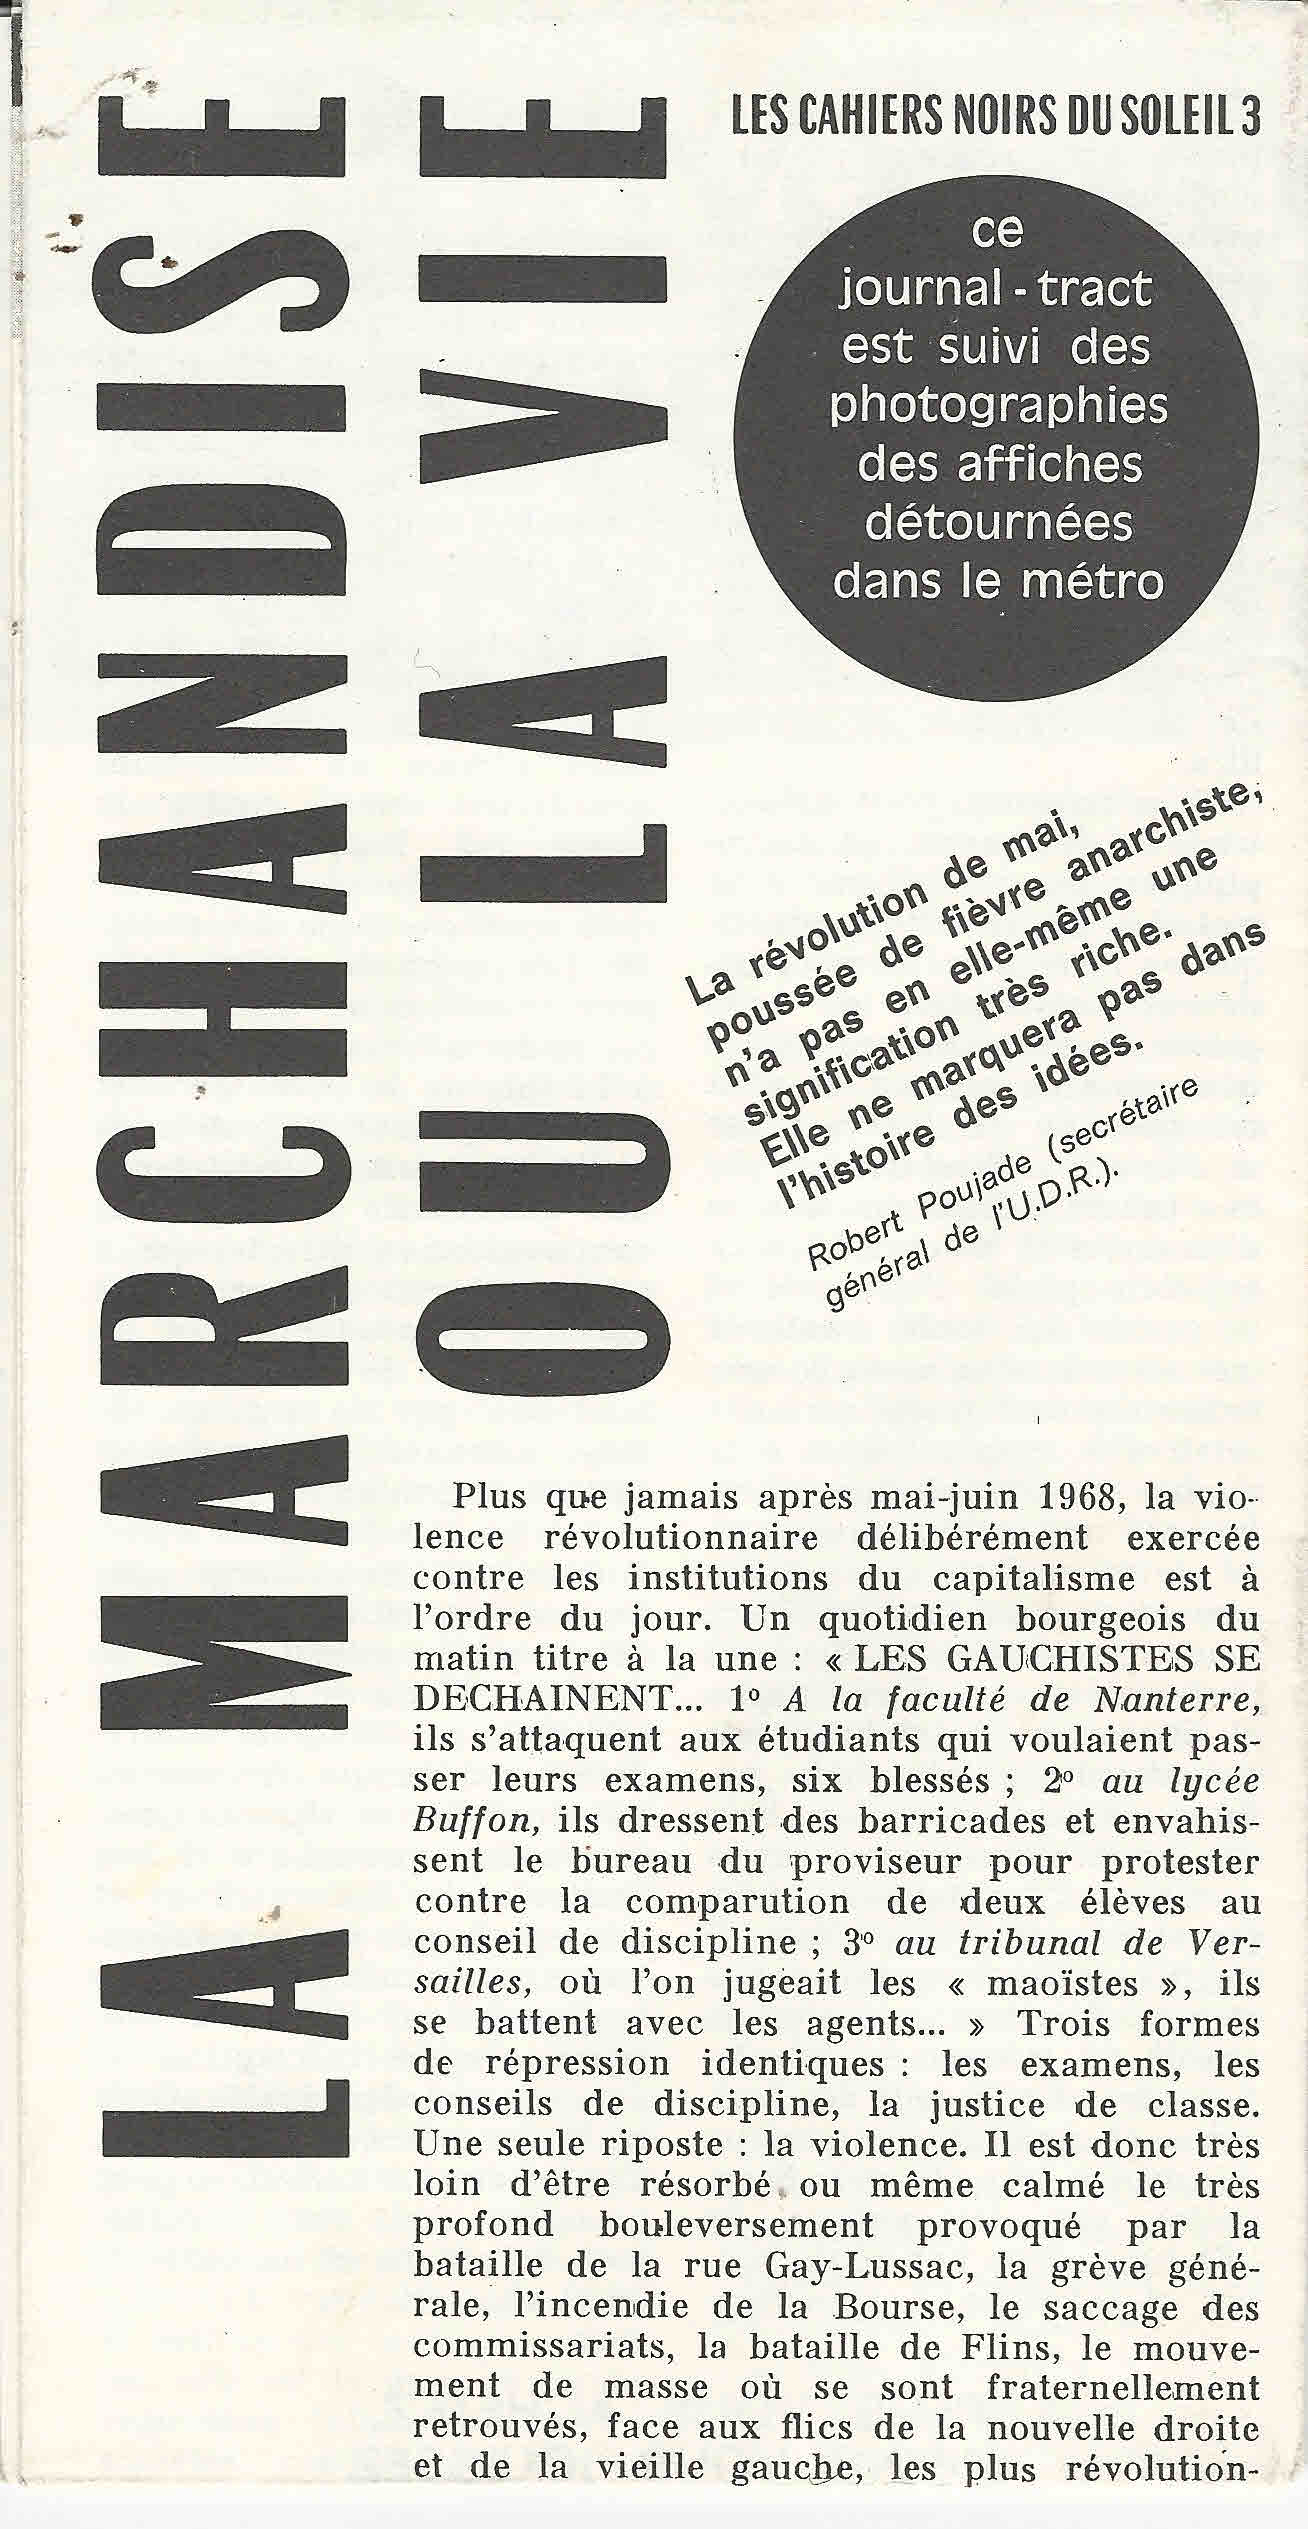 LA MARCHANDISE
OU LA VIE
LES CAHIERS NOIRS DU SOLEIL 3
ce
journal - tract
est suivi des
photographies
des affiches
détournées
dans le métro
La révolution de mai,
poussée de fièvre anarchiste,
n'a pas en elle-même une
signification très riche.
Elle ne marquera pas dans
l'histoire des idées.
Robert Poujade (secrétaire
général de l'U.D.R.).
Plus que jamais après mai-juin 1968, la vio-
lence révolutionnaire délibérément exercée
contre les institutions du capitalisme est à
l'ordre du jour. Un quotidien bourgeois du
matin titre à la une : « LES GAUCHISTES SE
DECHAINENT... 1º A la faculté de Nanterre,
ils s'attaquent aux étudiants qui voulaient pas-
ser leurs examens, six blessés ; 2º au lycée
Buffon, ils dressent des barricades et envahis-
sent le bureau du proviseur pour protester
contre la comparution de deux élèves au
conseil de discipline ; 3º au tribunal de Ver-
sailles, où l'on jugeait les « maoïstes », ils
se battent avec les agents... » Trois formes
de répression identiques : les examens, les
conseils de discipline, la justice de classe.
Une seule riposte : la violence. Il est donc très
loin d'être résorbé ou même calmé le très
profond bouleversement provoqué par la
bataille de la rue Gay-Lussac, la grève géné-
rale, l'incendie de la Bourse, le saccage des
commissariats, la bataille de Flins, le mouve-
ment de masse où se sont fraternellement
retrouvés, face aux flics de la nouvelle droite
et de la vieille gauche, les plus révolution-